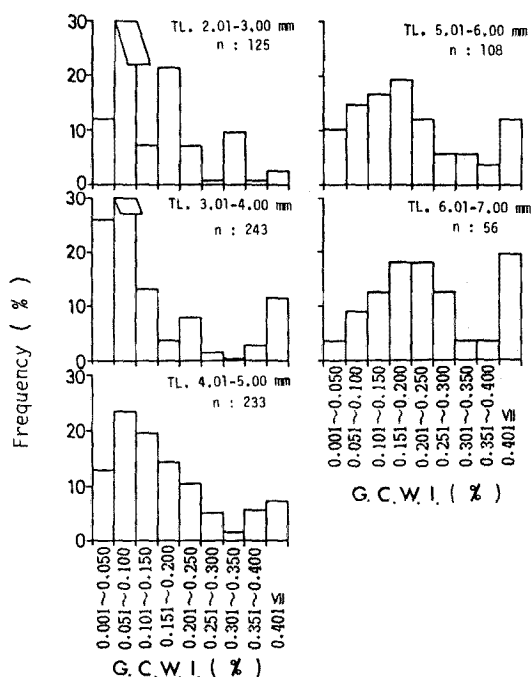 TL. 2.01-3.00 mm
n : 125
30
20
10
0
TL. 3.01-4.00 mm
n : 243
30
20
10
0
TL. 4.01-5.00 mm
n : 233
30
20
10
0
Frequency ( % )
0.001~0.050
0.051~0.100
0.101~0.150
0.151~0.200
0.201~0.250
0.251~0.300
0.301~0.350
0.351~0.400
0.401≦
G. C. W. I. ( % )
TL. 5.01-6.00 mm
n : 108
TL. 6.01-7.00 mm
n : 56
0.001~0.050
0.051~0.100
0.101~0.150
0.151~0.200
0.201~0.250
0.251~0.300
0.301~0.350
0.351~0.400
0.401≦
G. C. W. I. ( % )